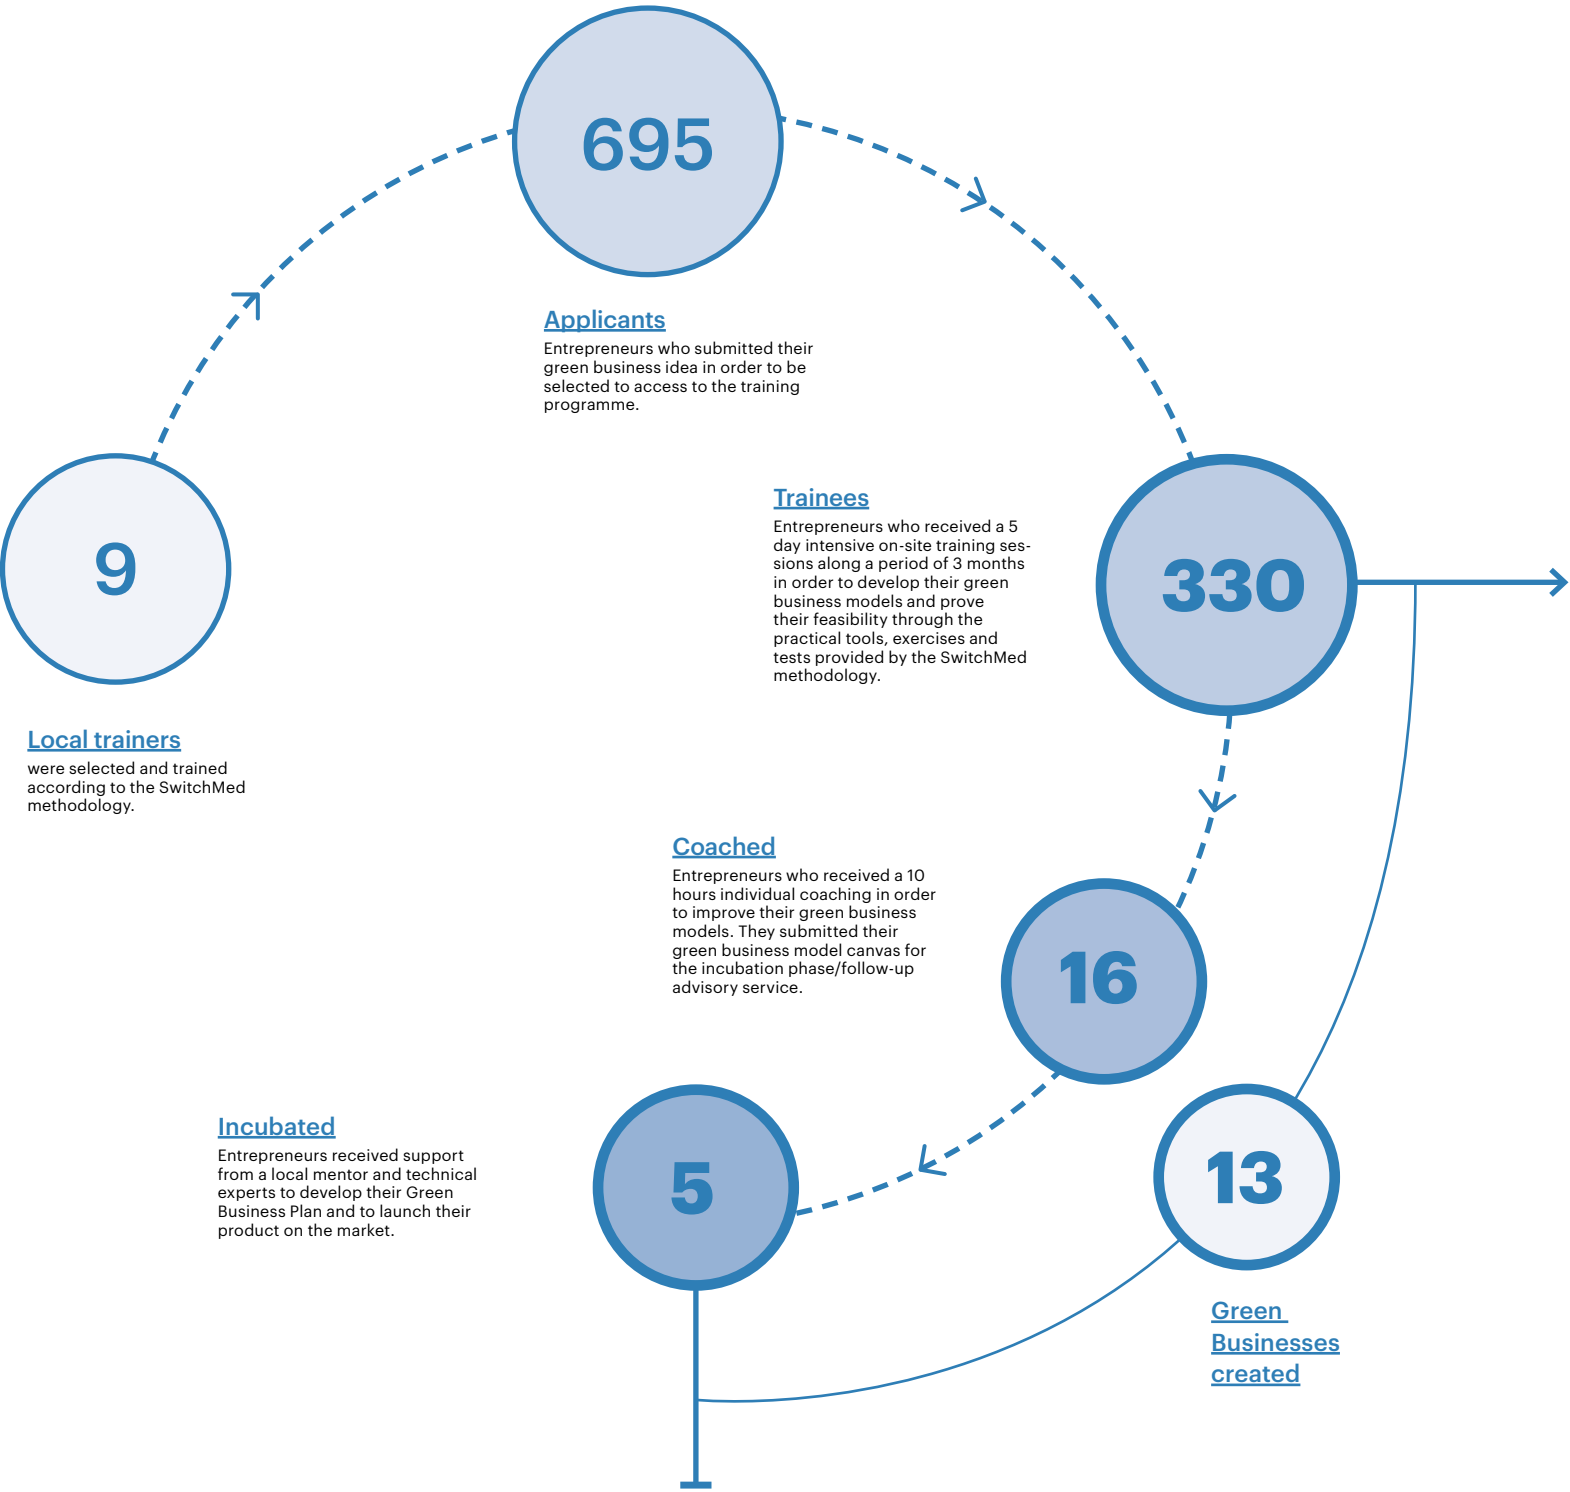 695
Applicants
Entrepreneurs who submitted their
green business idea in order to be
selected to access to the training
programme.
9
Local trainers
were selected and trained
according to the SwitchMed
methodology.
Trainees
Entrepreneurs who received a 5
day intensive on-site training ses-
sions along a period of 3 months
in order to develop their green
business models and prove
their feasibility through the
practical tools, exercises and
tests provided by the SwitchMed
methodology.
330
Coached
Entrepreneurs who received a 10
hours individual coaching in order
to improve their green business
models. They submitted their
green business model canvas for
the incubation phase/follow-up
advisory service.
16
Incubated
Entrepreneurs received support
from a local mentor and technical
experts to develop their Green
Business Plan and to launch their
product on the market.
5
13
Green
Businesses
created